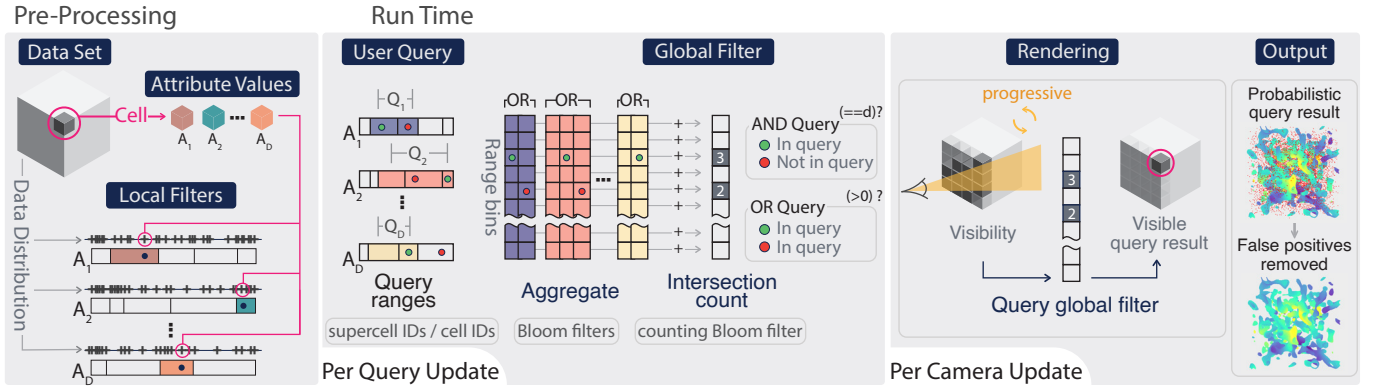 Pre-Processing
Run Time
Data Set
Attribute Values
Cell
A1
A2
AD
Data Distribution
Local Filters
A1
A2
AD
User Query
Q1
A1
Q2
A2
QD
AD
Query
ranges
supercell IDs / cell IDs
Per Query Update
Global Filter
OR
OR
OR
Range bins
+
+
+
+
+
+
+
+
3
2
Aggregate
Bloom filters
Intersection
count
counting Bloom filter
(==d)?
AND Query
In query
Not in query
(>0) ?
OR Query
In query
In query
Rendering
progressive
Visibility
3
2
Visible
query result
Query global filter
Per Camera Update
Output
Probabilistic
query result
False positives
removed